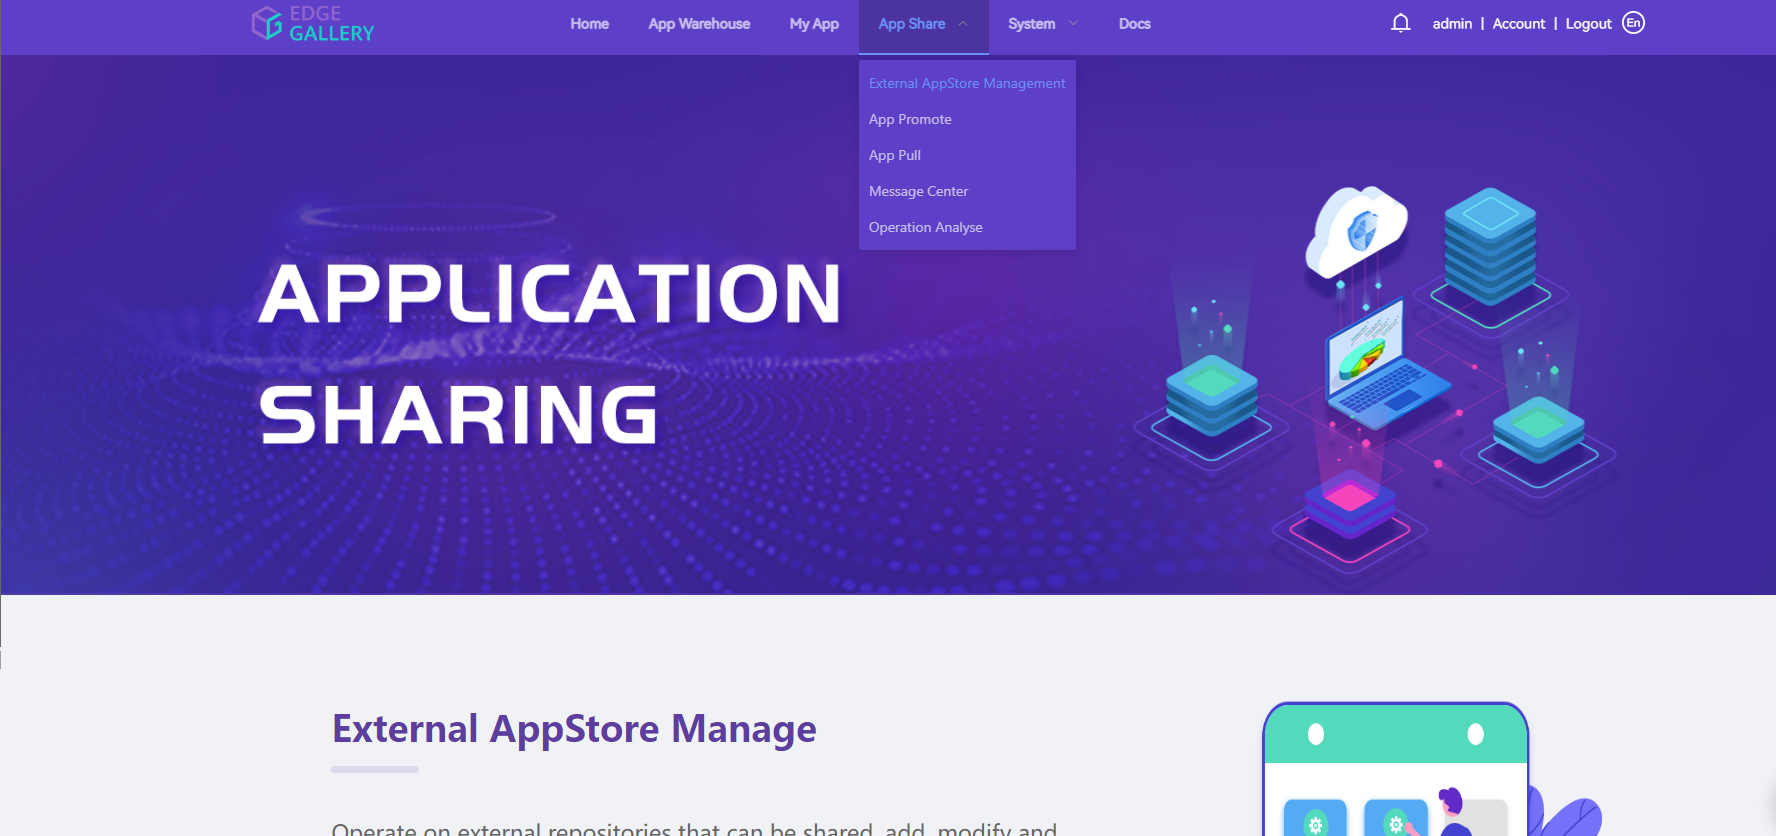 EDGE
GALLERY
Home
App Warehouse
My App
App Share
System
Docs
admin | Account | Logout
En
External AppStore Management
App Promote
App Pull
Message Center
Operation Analyse
APPLICATION
SHARING
External AppStore Manage
Operate on external repositories that can be shared, add, modify and